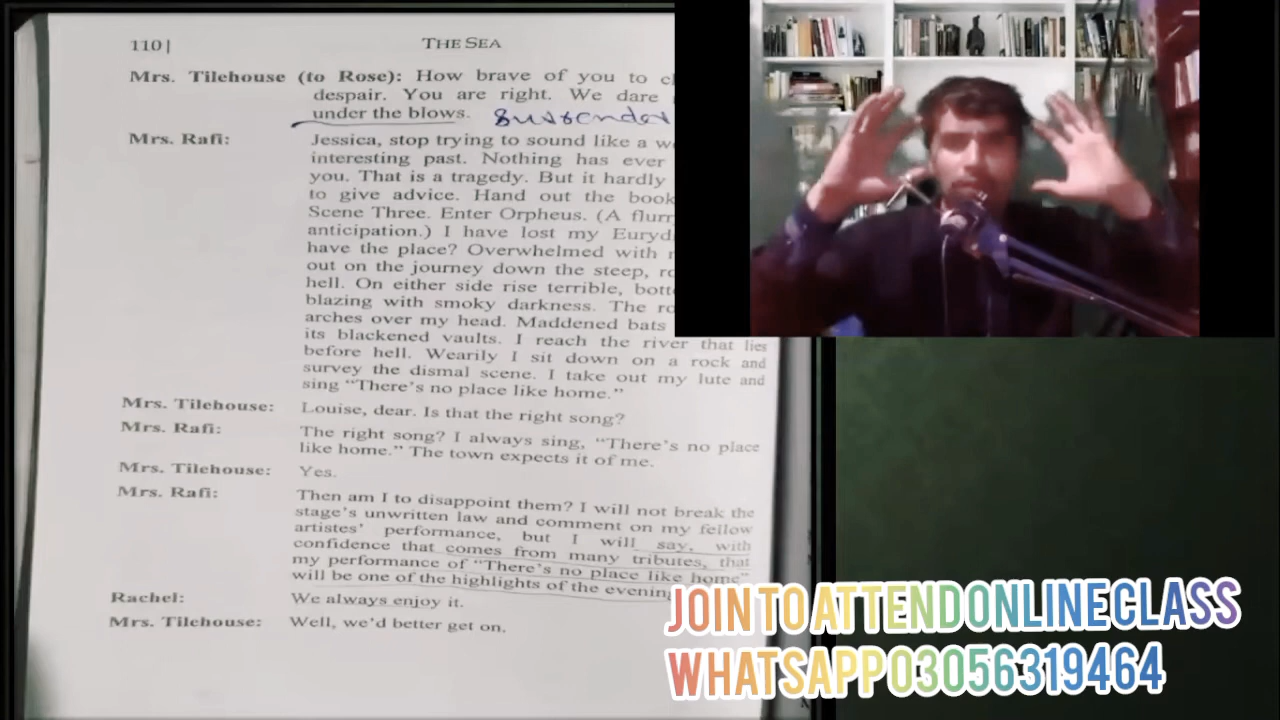 110| THE SEA
Mrs. Tilehouse (to Rose): How brave of you to
despair. You are right. We dare
under the blows. Surrender
Mrs. Rafi: Jessica, stop trying to sound like a
interesting past. Nothing has ever
you. That is a tragedy. But it hardly
to give advice. Hand out the
Scene Three. Enter Orpheus. (A
anticipation.) I have lost my
have the place? Overwhelmed with
out on the journey down the steep,
hell. On either side rise terrible,
blazing with smoky darkness. The
arches over my head. Maddened bats
its blackened vaults. I reach the river that lies
before hell. Wearily I sit down on a rock and
survey the dismal scene. I take out my lute and
sing “There’s no place like home.”
Mrs. Tilehouse: Louise, dear. Is that the right song?
Mrs. Rafi: The right song? I always sing, “There’s no place
like home.” The town expects it of me.
Mrs. Tilehouse: Yes.
Mrs. Rafi: Then am I to disappoint them? I will not break the
stage’s unwritten law and comment on my fellow
artistes’ performance, but I will say, with
confidence that comes from many tributes, that
my performance of “There’s no place like home”
will be one of the highlights of the evening
Rachel: We always enjoy it.
Mrs. Tilehouse: Well, we’d better get on.
JOIN TO ATTEND ONLINE CLASS
WHATSAPP 03056319464